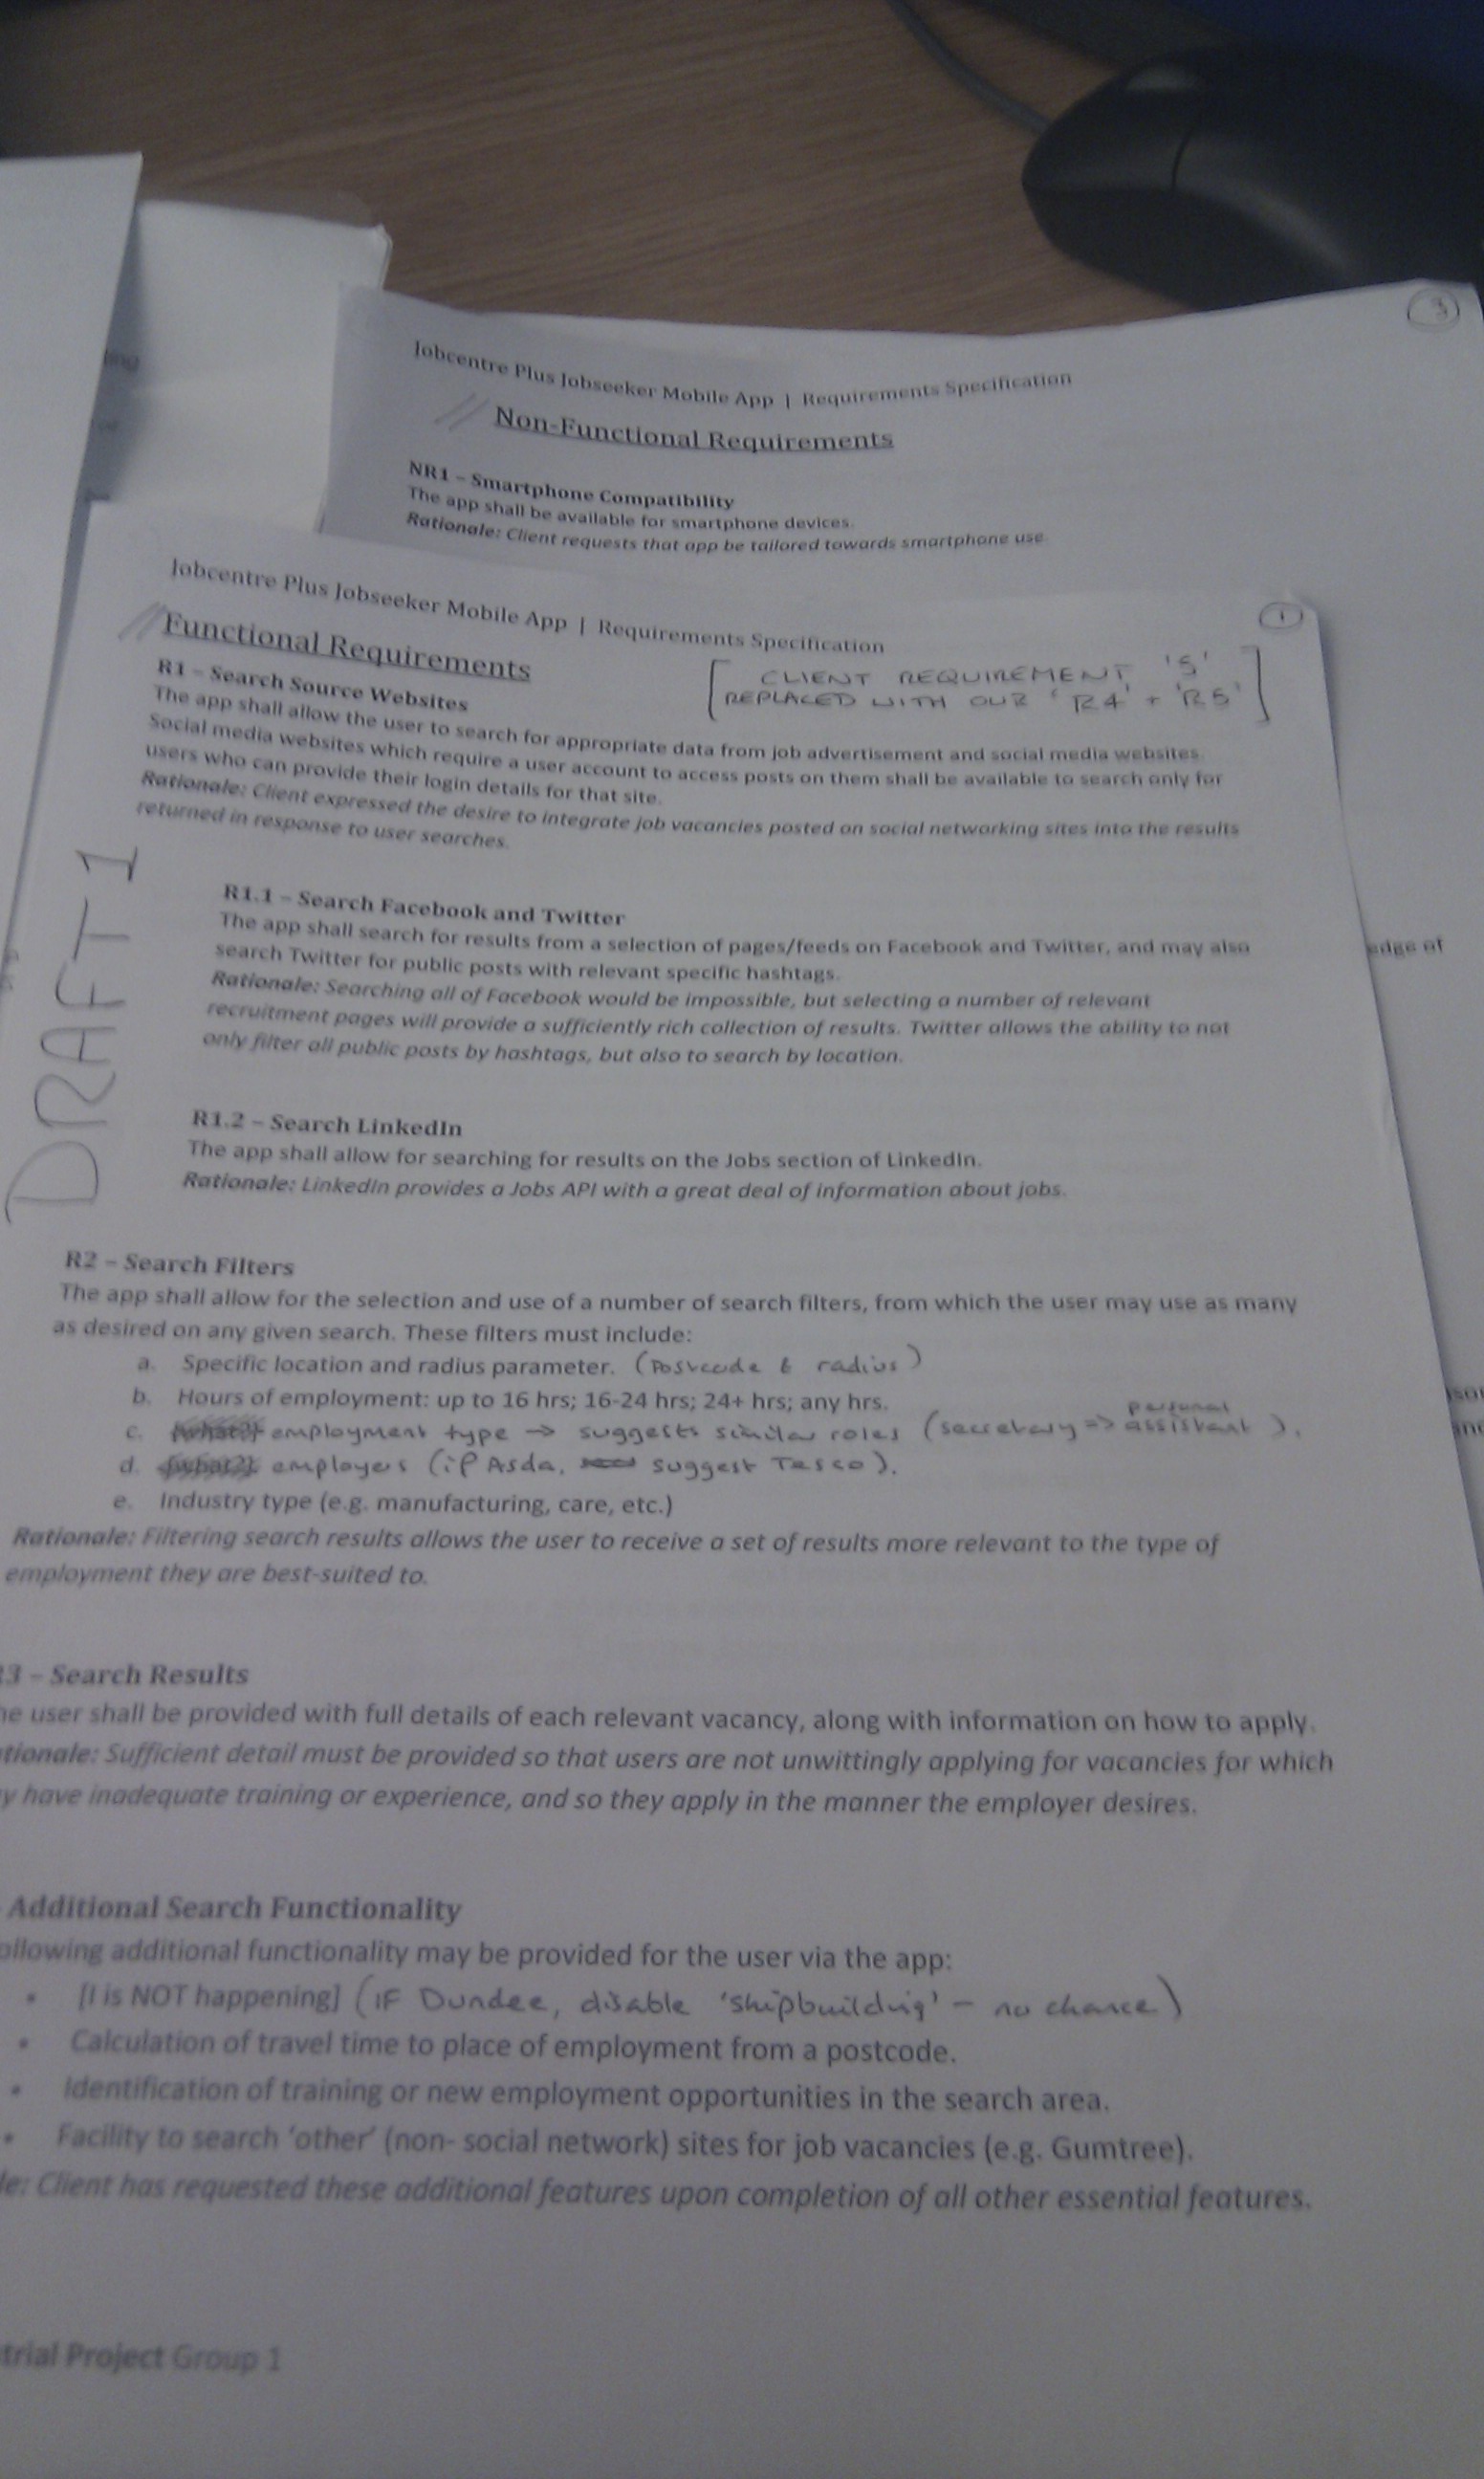 3
Jobcentre Plus Jobseeker Mobile App | Requirements Specification
Non-Functional Requirements
NR1 – Smartphone Compatibility
The app shall be available for smartphone devices.
Rationale: Client requests that app be tailored towards smartphone use.
1
Jobcentre Plus Jobseeker Mobile App | Requirements Specification
Functional Requirements
[CLIENT REQUIREMENT '5'
REPLACED WITH OUR 'R4' + 'R5']
DRAFT 1
R1 – Search Source Websites
The app shall allow the user to search for appropriate data from job advertisement and social media websites.
Social media websites which require a user account to access posts on them shall be available to search only for
users who can provide their login details for that site.
Rationale: Client expressed the desire to integrate job vacancies posted on social networking sites into the results
returned in response to user searches.
R1.1 – Search Facebook and Twitter
The app shall search for results from a selection of pages/feeds on Facebook and Twitter, and may also
search Twitter for public posts with relevant specific hashtags.
Rationale: Searching all of Facebook would be impossible, but selecting a number of relevant
recruitment pages will provide a sufficiently rich collection of results. Twitter allows the ability to not
only filter all public posts by hashtags, but also to search by location.
R1.2 – Search LinkedIn
The app shall allow for searching for results on the Jobs section of LinkedIn.
Rationale: LinkedIn provides a Jobs API with a great deal of information about jobs.
R2 – Search Filters
The app shall allow for the selection and use of a number of search filters, from which the user may use as many
as desired on any given search. These filters must include:
a. Specific location and radius parameter. (Postcode & radius)
b. Hours of employment: up to 16 hrs; 16-24 hrs; 24+ hrs; any hrs.
c. [what?] employment type → suggests similar roles (secretary => personal assistant).
d. [what?] employers (if Asda, suggest Tesco).
e. Industry type (e.g. manufacturing, care, etc.)
Rationale: Filtering search results allows the user to receive a set of results more relevant to the type of
employment they are best-suited to.
3 – Search Results
he user shall be provided with full details of each relevant vacancy, along with information on how to apply.
tionale: Sufficient detail must be provided so that users are not unwittingly applying for vacancies for which
y have inadequate training or experience, and so they apply in the manner the employer desires.
Additional Search Functionality
ollowing additional functionality may be provided for the user via the app:
• [I is NOT happening] (IF Dundee, disable 'shipbuilding' – no chance)
• Calculation of travel time to place of employment from a postcode.
• Identification of training or new employment opportunities in the search area.
• Facility to search 'other' (non- social network) sites for job vacancies (e.g. Gumtree).
le: Client has requested these additional features upon completion of all other essential features.
trial Project Group 1
edge of